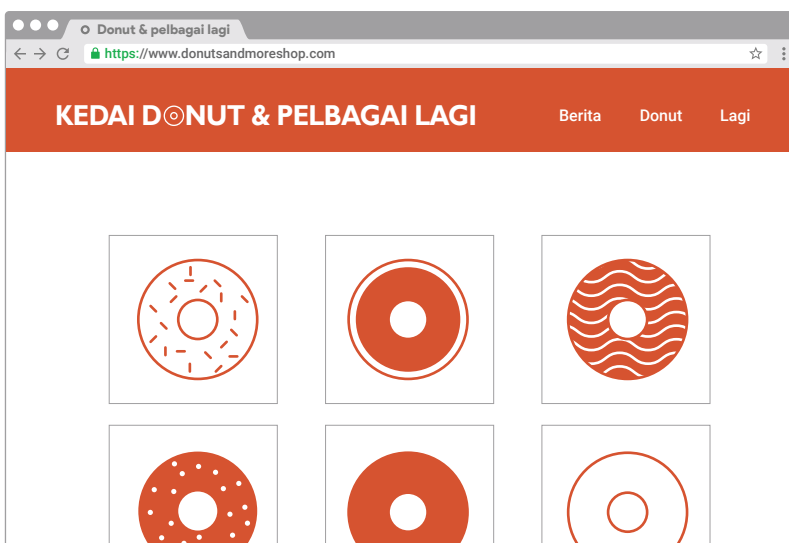 Donut & pelbagai lagi
https://www.donutsandmoreshop.com
KEDAI DONUT & PELBAGAI LAGI
Berita
Donut
Lagi